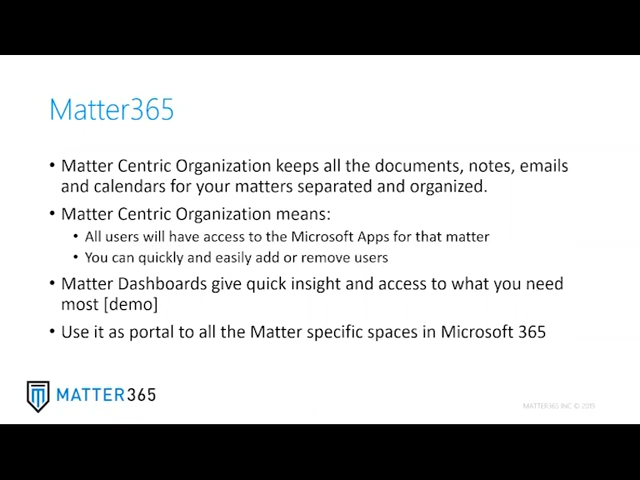 Matter365
• Matter Centric Organization keeps all the documents, notes, emails
and calendars for your matters separated and organized.
• Matter Centric Organization means:
• All users will have access to the Microsoft Apps for that matter
• You can quickly and easily add or remove users
• Matter Dashboards give quick insight and access to what you need
most [demo]
• Use it as portal to all the Matter specific spaces in Microsoft 365
MATTER365
MATTER365 INC © 2019